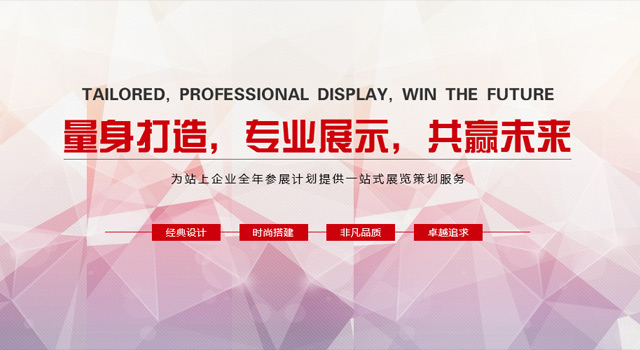 TAILORED, PROFESSIONAL DISPLAY, WIN THE FUTURE
量身打造，专业展示，共赢未来
为站上企业全年参展计划提供一站式展览策划服务
经典设计 时尚搭建 非凡品质 卓越追求